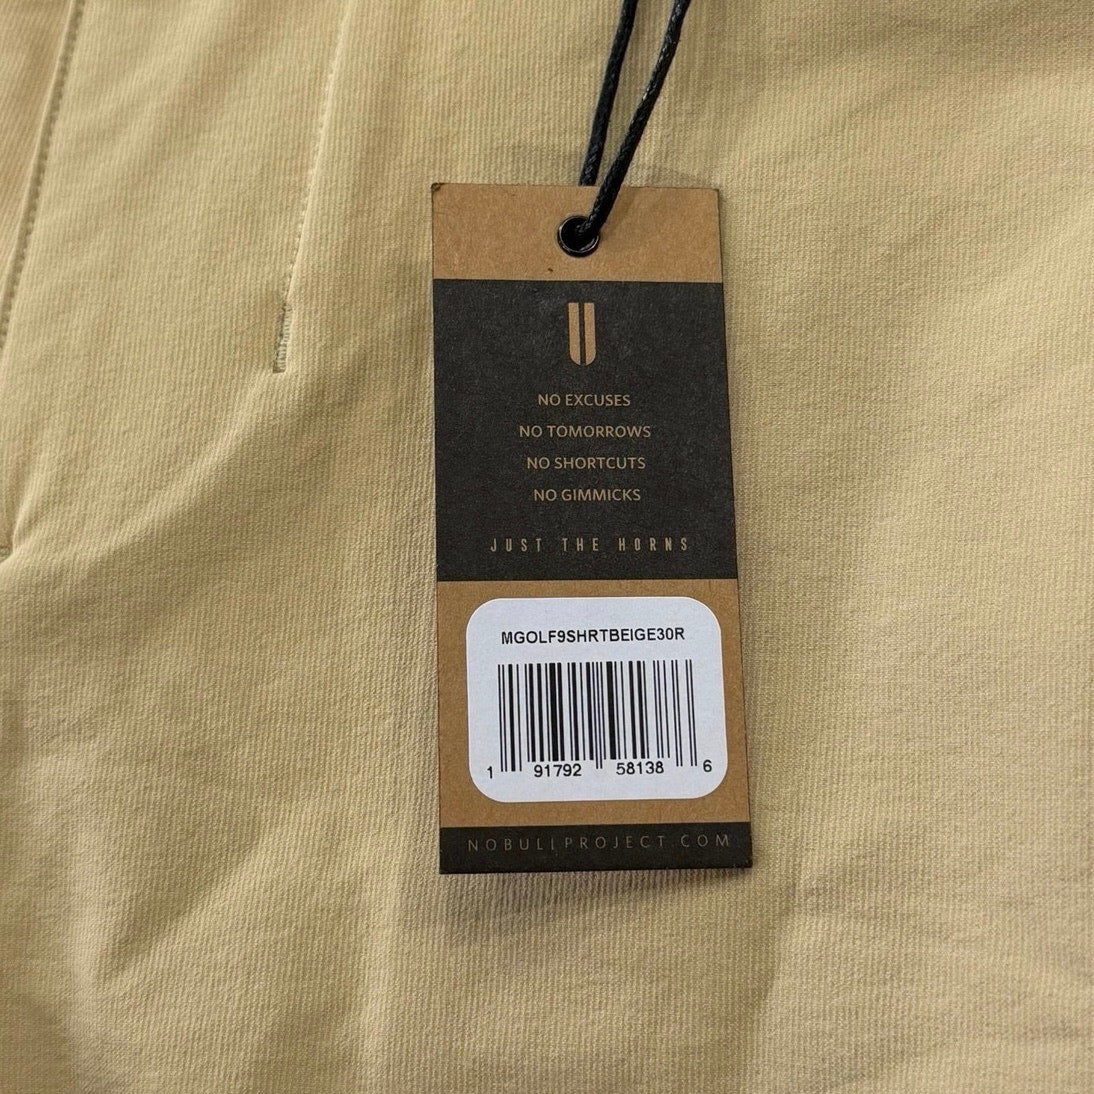 NO EXCUSES
NO TOMORROWS
NO SHORTCUTS
NO GIMMICKS
JUST THE HORNS
MGOLF9SHRTBEIGE30R
1 91792 58138 6
NOBULLPROJECT COM